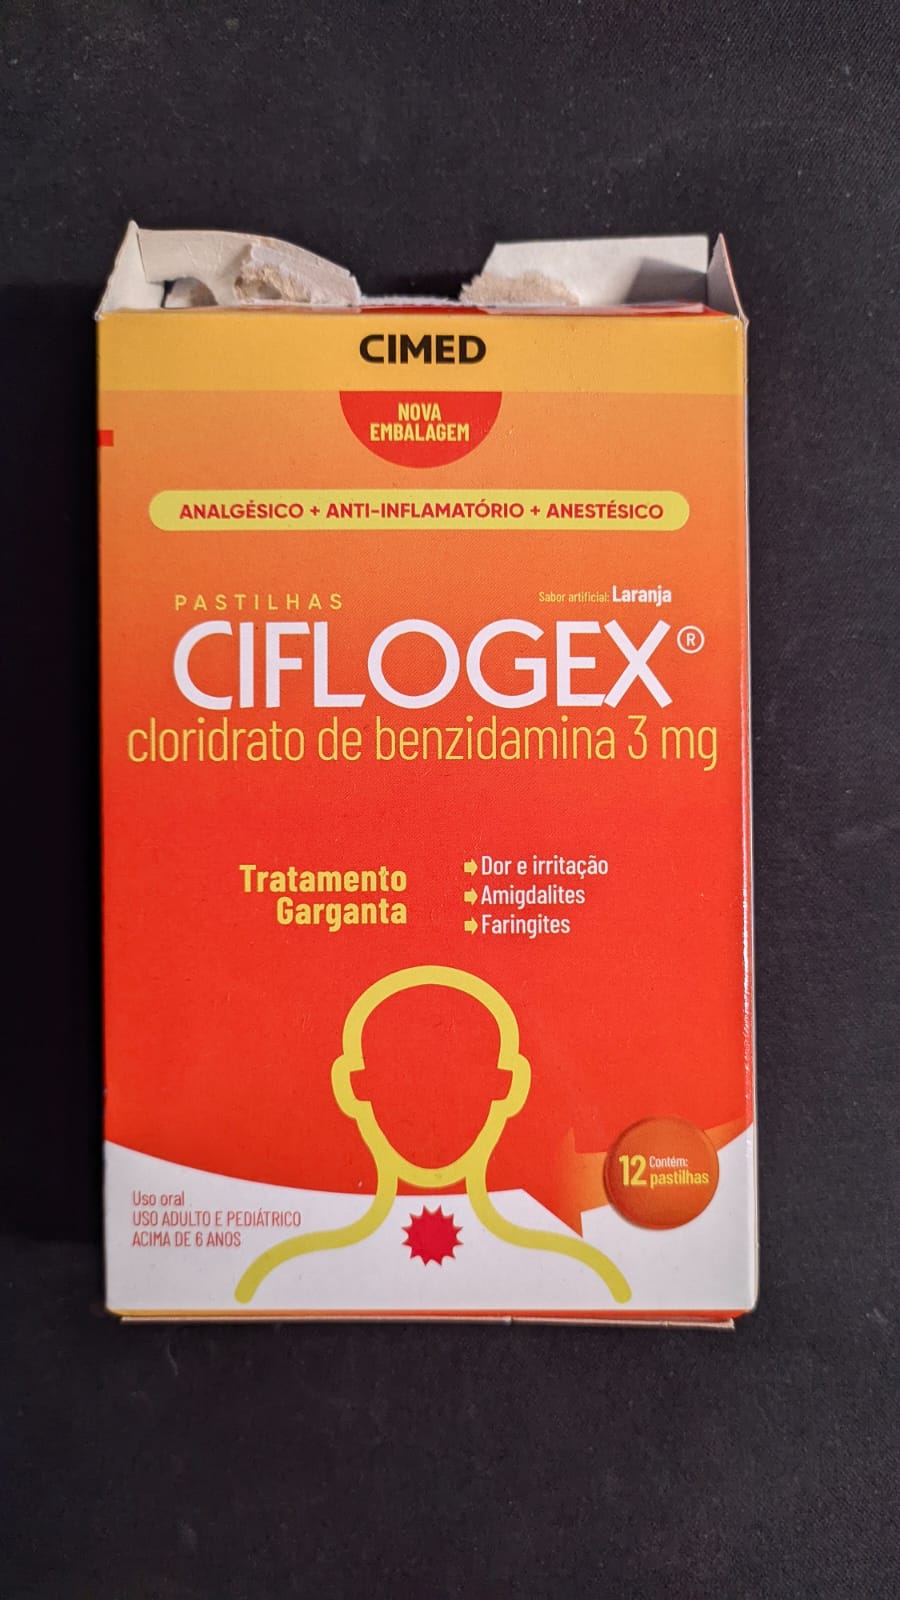 CIMED
NOVA
EMBALAGEM
ANALGÉSICO + ANTI-INFLAMATÓRIO + ANESTÉSICO
PASTILHAS
Sabor artificial: Laranja
CIFLOGEX®
cloridrato de benzidamina 3 mg
Tratamento
Garganta
Dor e irritação
Amigdalites
Faringites
12 Contém:
pastilhas
Uso oral
USO ADULTO E PEDIÁTRICO
ACIMA DE 6 ANOS